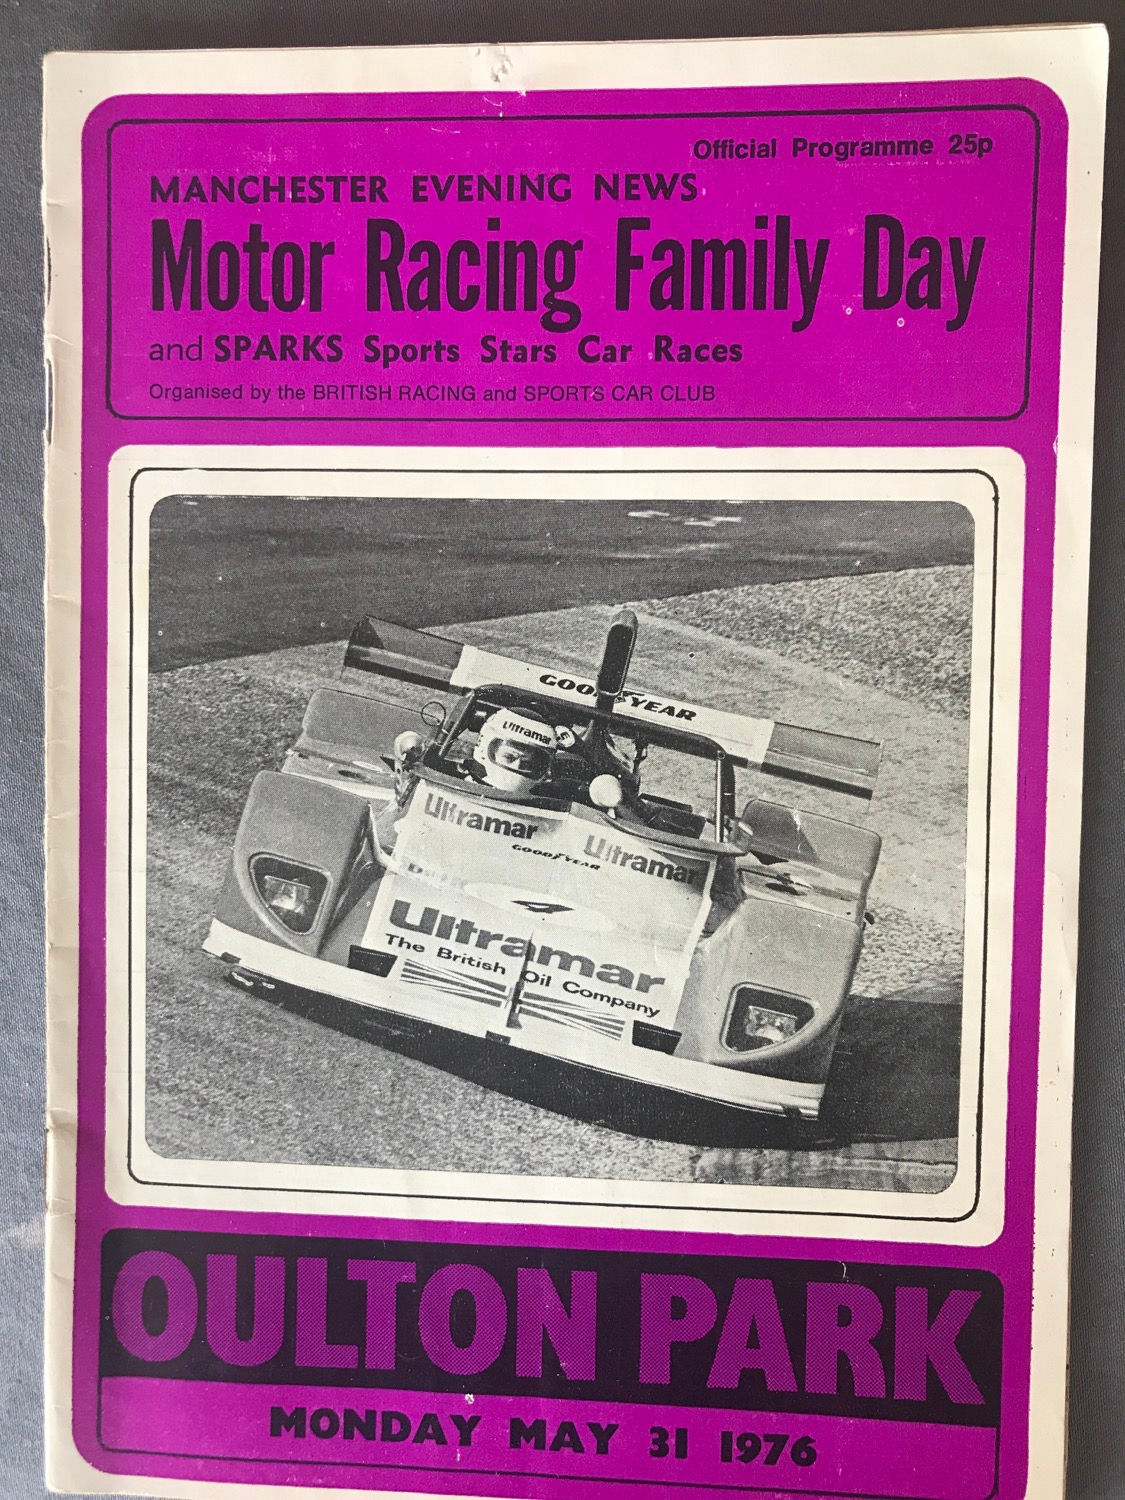 Official Programme 25p
MANCHESTER EVENING NEWS
Motor Racing Family Day
and SPARKS Sports Stars Car Races
Organised by the BRITISH RACING and SPORTS CAR CLUB
GOODYEAR
Ultramar
Ultramar
GOODYEAR
Ultramar
Ultramar
The British Oil Company
OULTON PARK
MONDAY MAY 31 1976